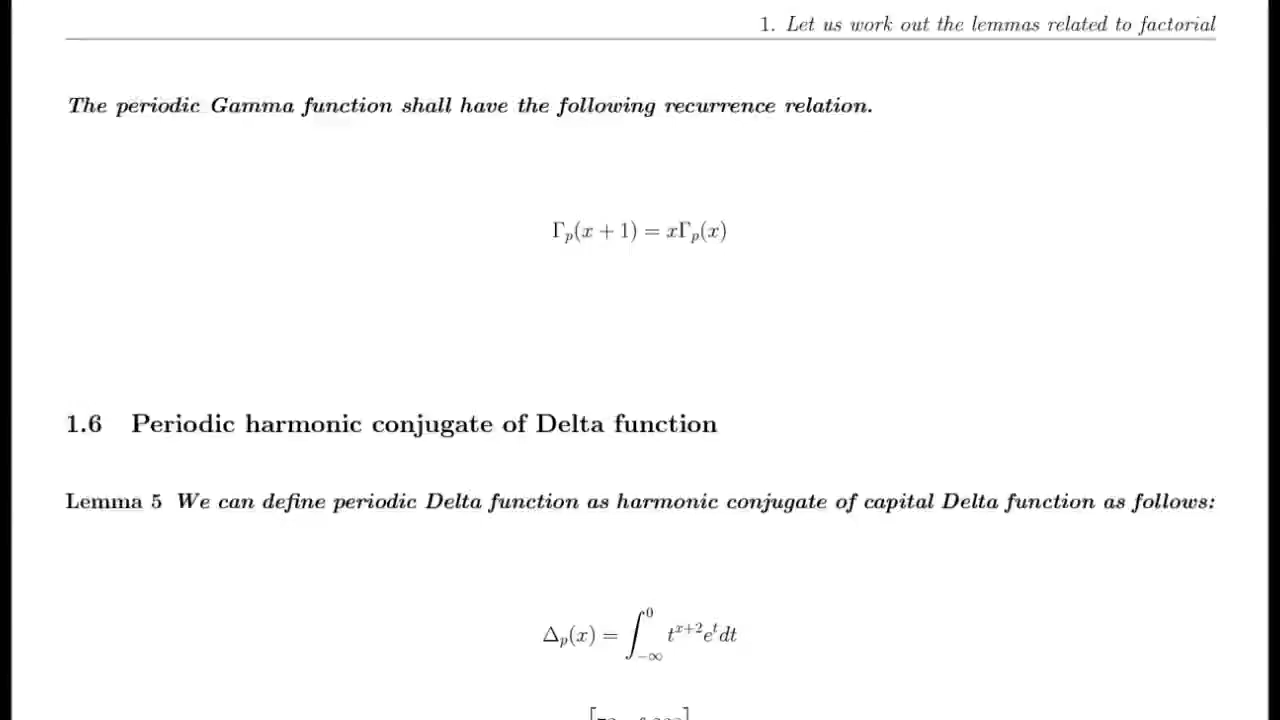 1. Let us work out the lemmas related to factorial
The periodic Gamma function shall have the following recurrence relation.
Γ_p(x + 1) = xΓ_p(x)
1.6 Periodic harmonic conjugate of Delta function
Lemma 5 We can define periodic Delta function as harmonic conjugate of capital Delta function as follows:
Δ_p(x) = ∫_{-∞}^{0} t^{x+2} e^t dt